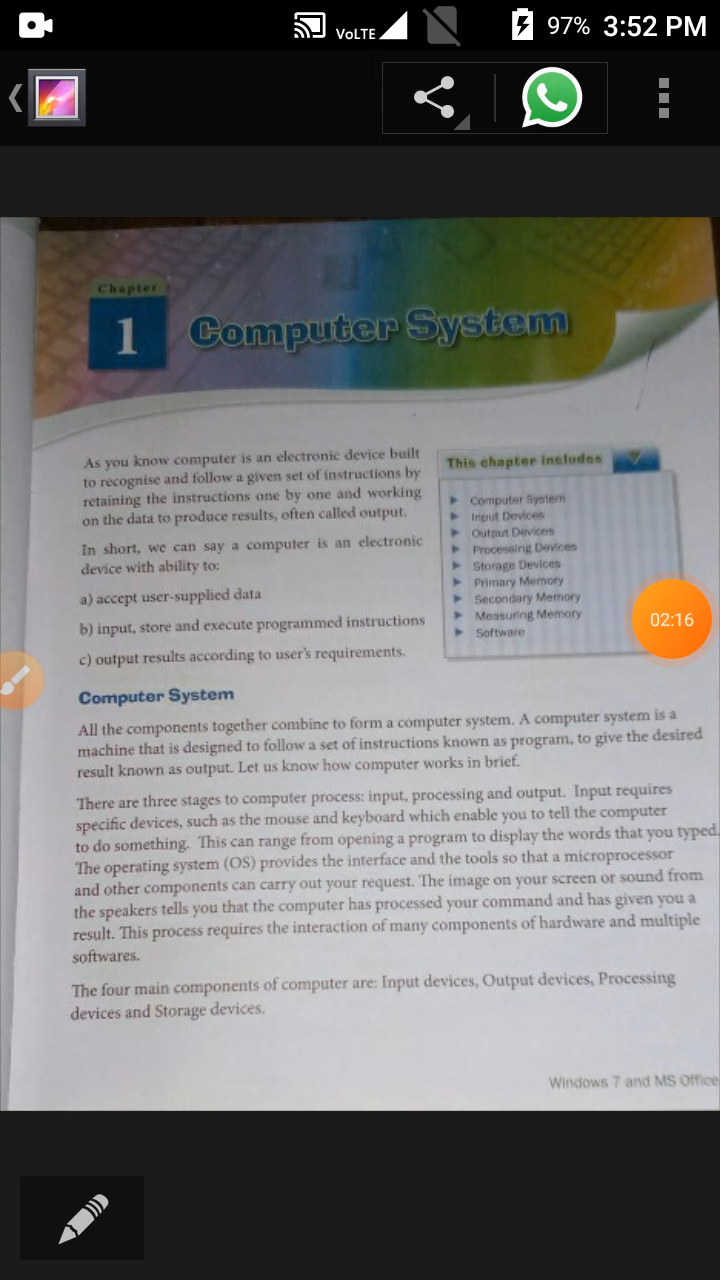 VoLTE 97% 3:52 PM
Chapter
1
Computer System
As you know computer is an electronic device built
to recognise and follow a given set of instructions by
retaining the instructions one by one and working
on the data to produce results, often called output.
In short, we can say a computer is an electronic
device with ability to:
a) accept user-supplied data
b) input, store and execute programmed instructions
c) output results according to user's requirements.
This chapter includes
Computer System
Input Devices
Output Devices
Processing Devices
Storage Devices
Primary Memory
Secondary Memory
Measuring Memory
Software
02:16
Computer System
All the components together combine to form a computer system. A computer system is a
machine that is designed to follow a set of instructions known as program, to give the desired
result known as output. Let us know how computer works in brief.
There are three stages to computer process: input, processing and output. Input requires
specific devices, such as the mouse and keyboard which enable you to tell the computer
to do something. This can range from opening a program to display the words that you typed.
The operating system (OS) provides the interface and the tools so that a microprocessor
and other components can carry out your request. The image on your screen or sound from
the speakers tells you that the computer has processed your command and has given you a
result. This process requires the interaction of many components of hardware and multiple
softwares.
The four main components of computer are: Input devices, Output devices, Processing
devices and Storage devices.
Windows 7 and MS Office